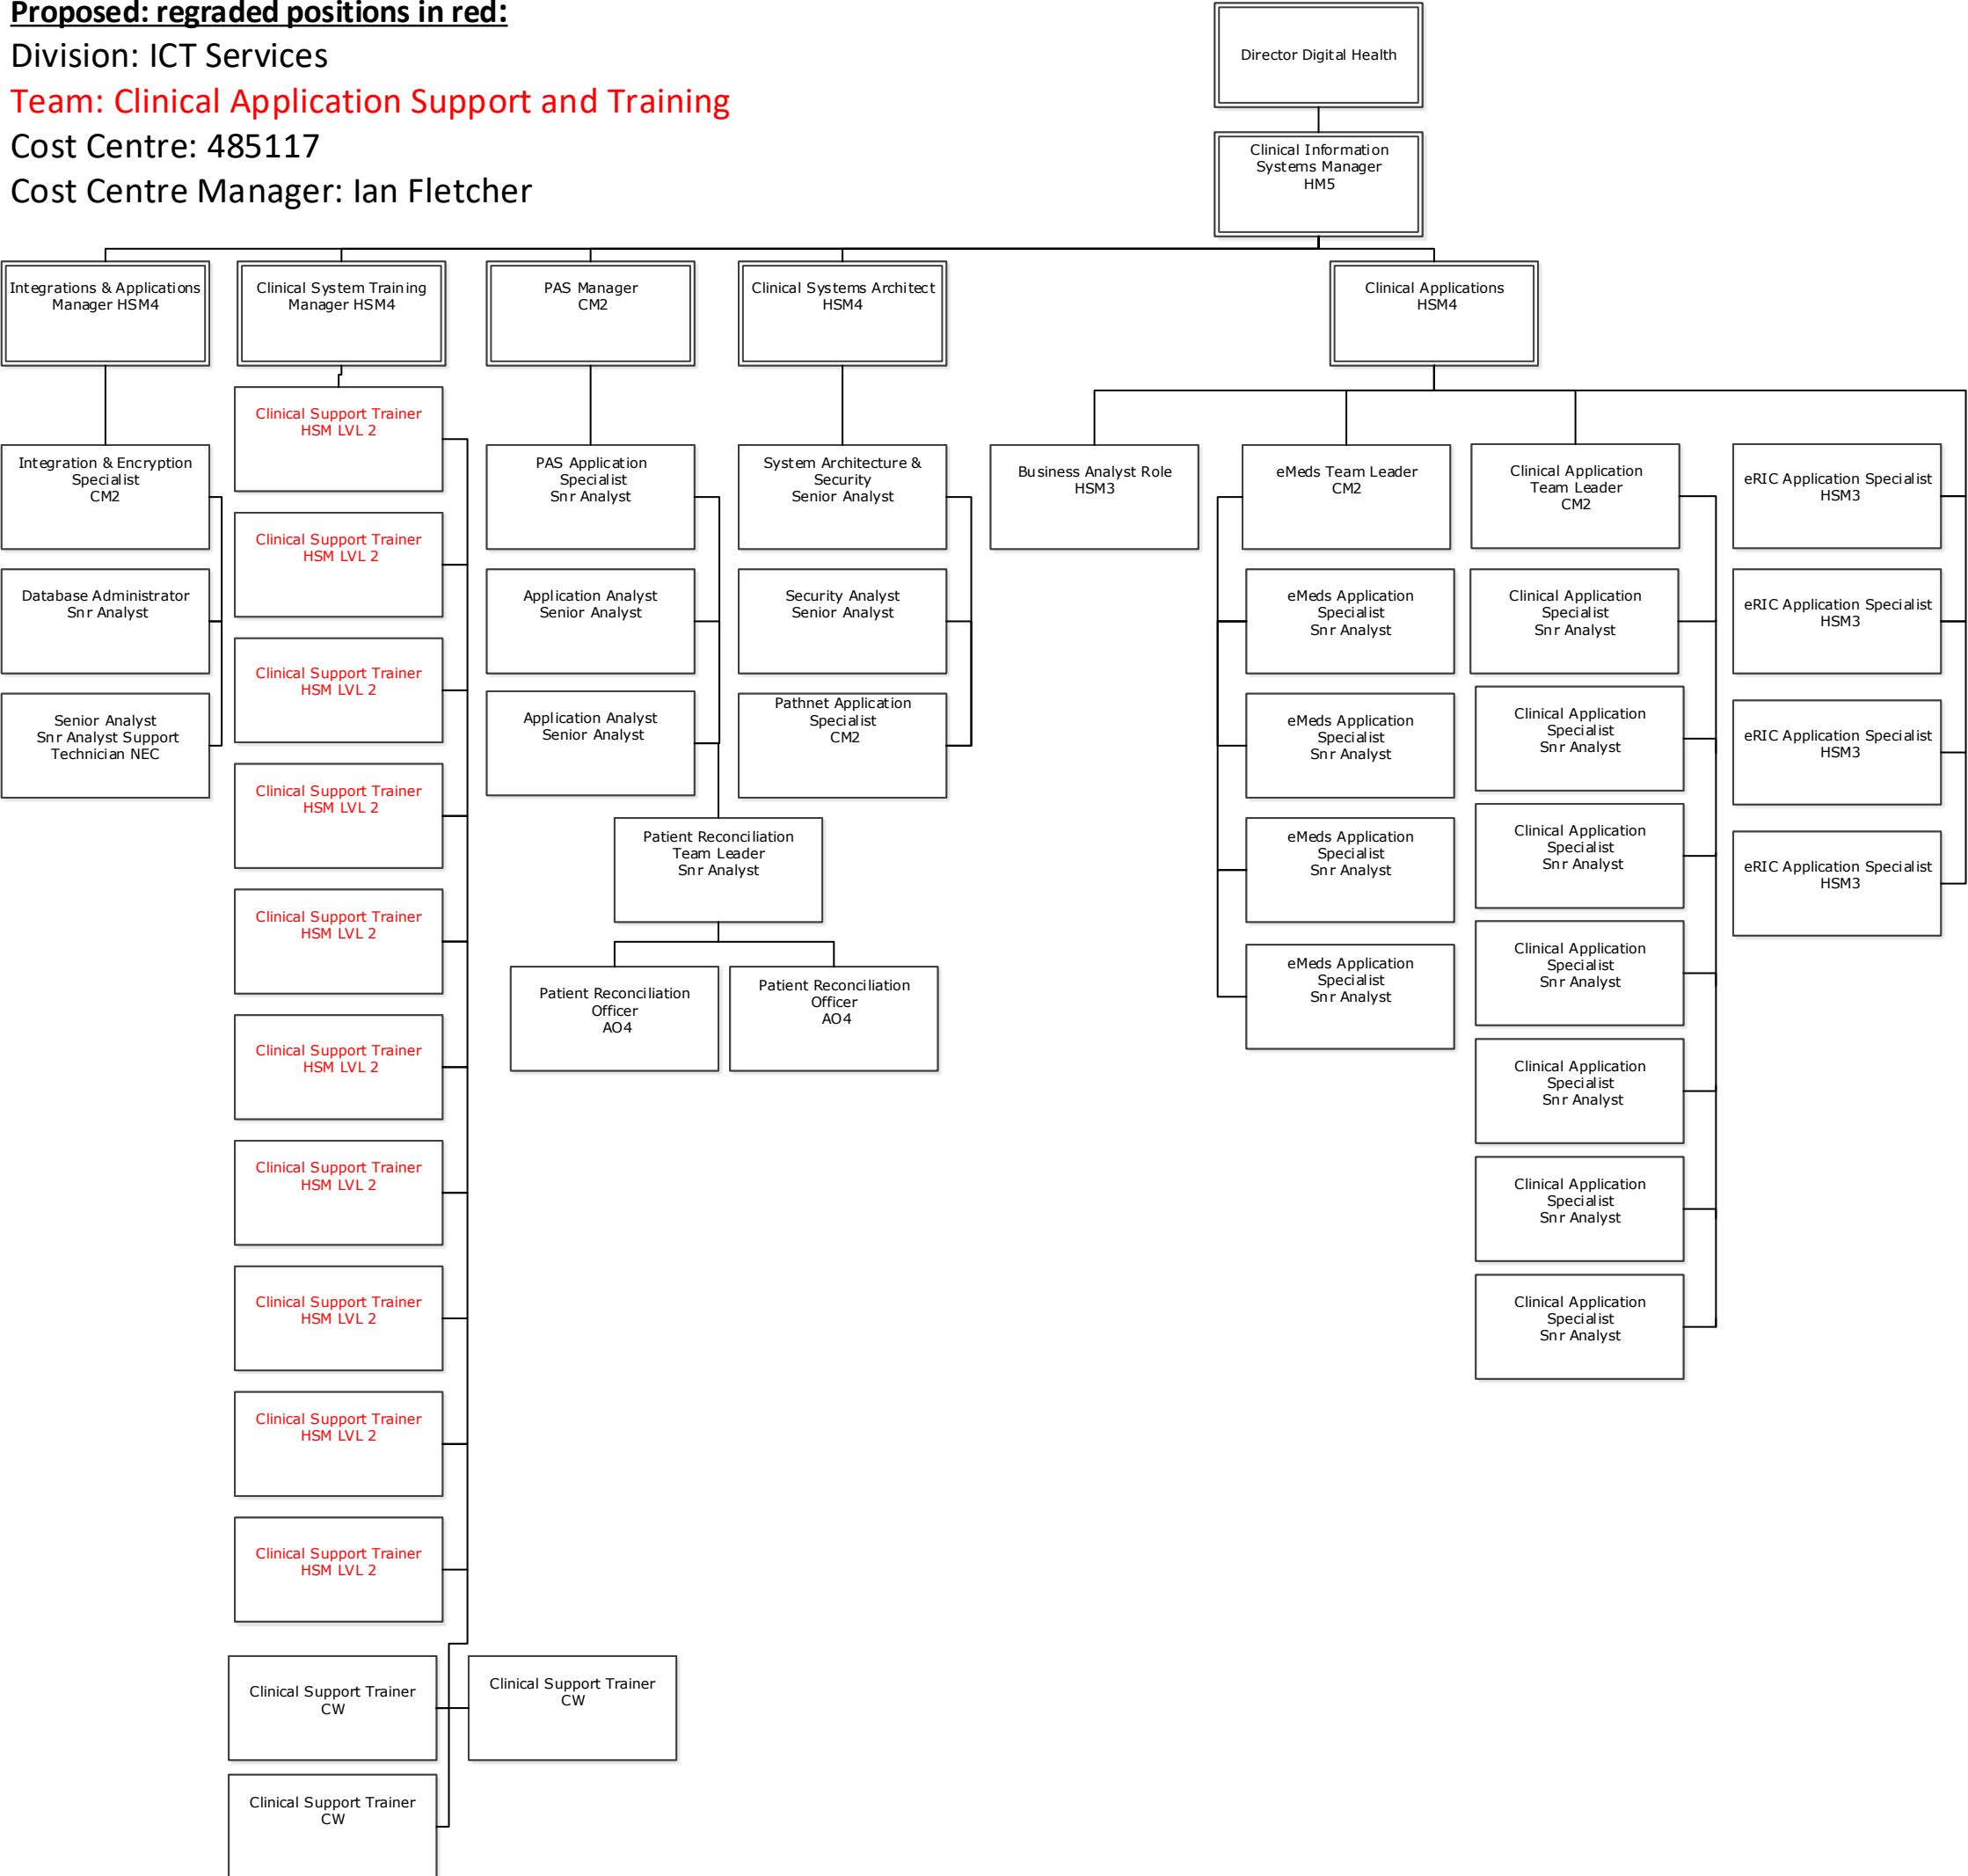 Proposed: regraded positions in red:
Division: ICT Services
Team: Clinical Application Support and Training
Cost Centre: 485117
Cost Centre Manager: Ian Fletcher
Director Digital Health
Clinical Information
Systems Manager
HM5
Integrations & Applications
Manager HSM4
Clinical System Training
Manager HSM4
PAS Manager
CM2
Clinical Systems Architect
HSM4
Clinical Applications
HSM4
Integration & Encryption
Specialist
CM2
Database Administrator
Snr Analyst
Senior Analyst
Snr Analyst Support
Technician NEC
Clinical Support Trainer
HSM LVL 2
Clinical Support Trainer
HSM LVL 2
Clinical Support Trainer
HSM LVL 2
Clinical Support Trainer
HSM LVL 2
Clinical Support Trainer
HSM LVL 2
Clinical Support Trainer
HSM LVL 2
Clinical Support Trainer
HSM LVL 2
Clinical Support Trainer
HSM LVL 2
Clinical Support Trainer
HSM LVL 2
Clinical Support Trainer
HSM LVL 2
Clinical Support Trainer
CW
Clinical Support Trainer
CW
Clinical Support Trainer
CW
PAS Application
Specialist
Snr Analyst
Application Analyst
Senior Analyst
Application Analyst
Senior Analyst
Patient Reconciliation
Team Leader
Snr Analyst
Patient Reconciliation
Officer
AO4
Patient Reconciliation
Officer
AO4
System Architecture &
Security
Senior Analyst
Security Analyst
Senior Analyst
Pathnet Application
Specialist
CM2
Business Analyst Role
HSM3
eMeds Team Leader
CM2
eMeds Application
Specialist
Snr Analyst
eMeds Application
Specialist
Snr Analyst
eMeds Application
Specialist
Snr Analyst
eMeds Application
Specialist
Snr Analyst
Clinical Application
Team Leader
CM2
Clinical Application
Specialist
Snr Analyst
Clinical Application
Specialist
Snr Analyst
Clinical Application
Specialist
Snr Analyst
Clinical Application
Specialist
Snr Analyst
Clinical Application
Specialist
Snr Analyst
Clinical Application
Specialist
Snr Analyst
Clinical Application
Specialist
Snr Analyst
eRIC Application Specialist
HSM3
eRIC Application Specialist
HSM3
eRIC Application Specialist
HSM3
eRIC Application Specialist
HSM3